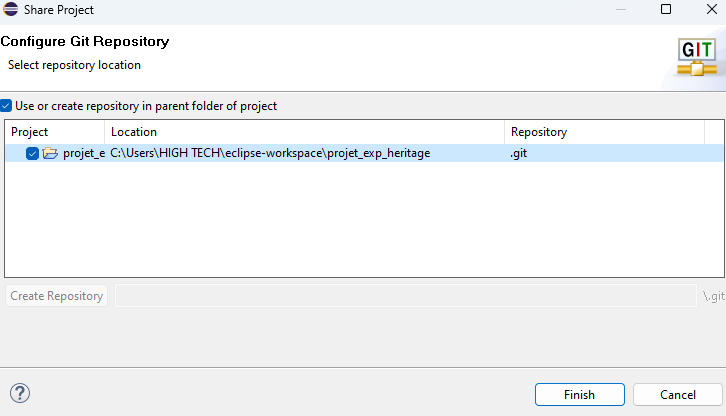 Share Project
Configure Git Repository
Select repository location
GIT
Use or create repository in parent folder of project
Project Location Repository
projet_e C:\Users\HIGH TECH\eclipse-workspace\projet_exp_heritage .git
Create Repository \.git
? Finish Cancel